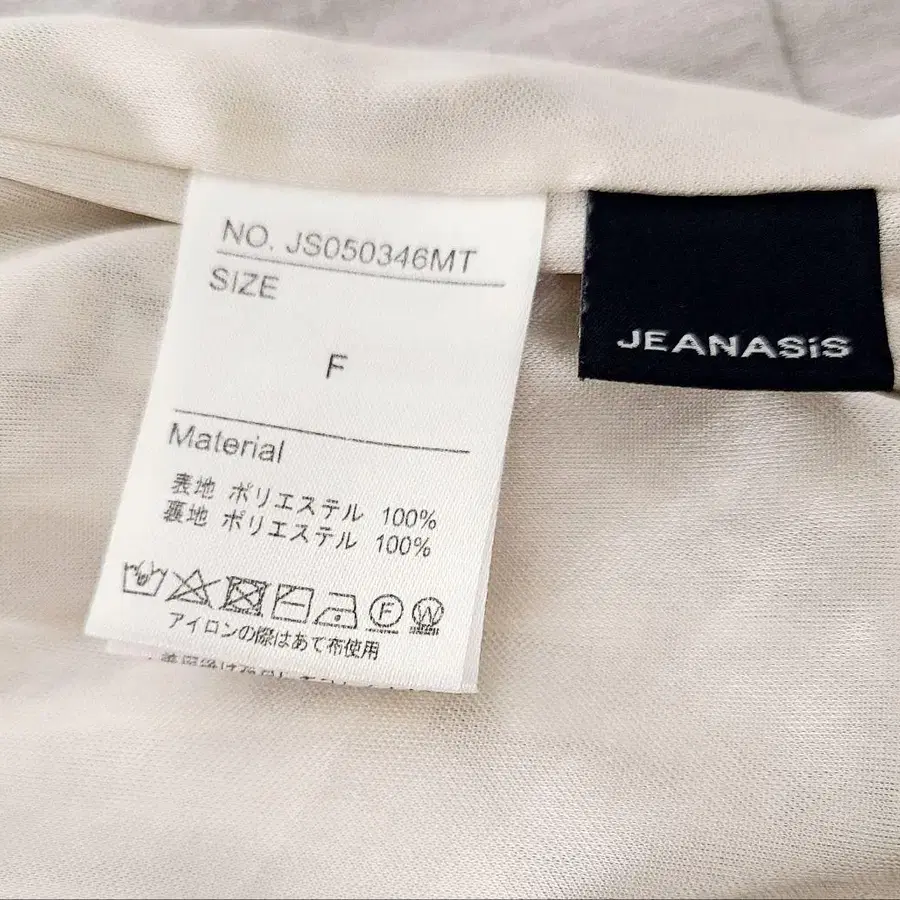 NO. JS050346MT
SIZE
F
Material
表地 ポリエステル 100%
裏地 ポリエステル 100%
F W
アイロンの際はあて布使用
JEANASiS